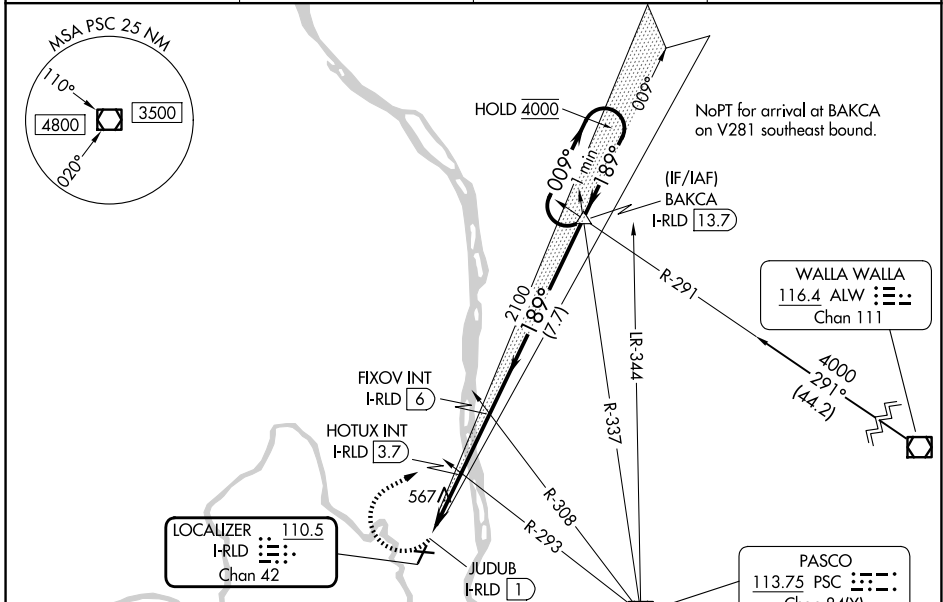 MSA PSC 25 NM
110°
4800
3500
020°
HOLD 4000
009°
NoPT for arrival at BAKCA
on V281 southeast bound.
009°
1 min
189°
(IF/IAF)
BAKCA
I-RLD 13.7
R-291
WALLA WALLA
116.4 ALW
Chan 111
2100
189°
(7.7)
LR-344
4000
291°
(44.2)
FIXOV INT
I-RLD 6
R-337
HOTUX INT
I-RLD 3.7
567
R-308
R-293
LOCALIZER 110.5
I-RLD
Chan 42
JUDUB
I-RLD 1
PASCO
113.75 PSC
Chan 84(Y)